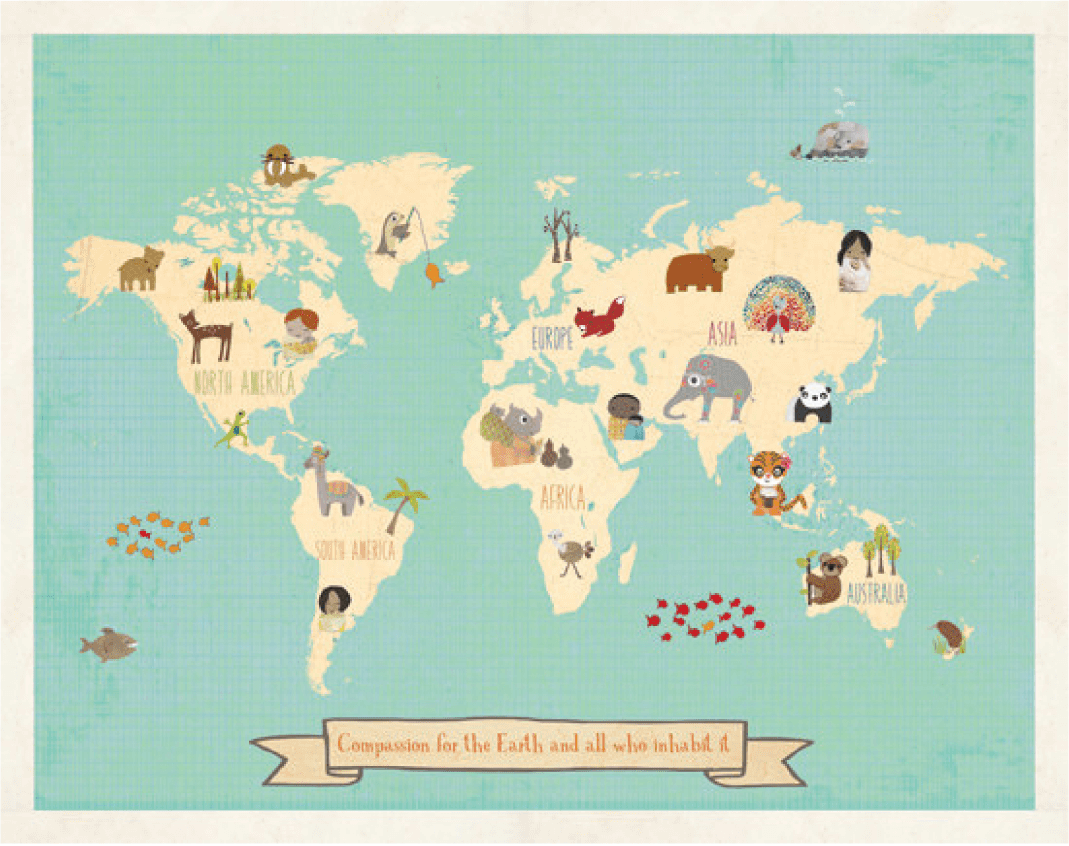 EUROPE
ASIA
NORTH AMERICA
AFRICA
SOUTH AMERICA
AUSTRALIA
Compassion for the Earth and all who inhabit it